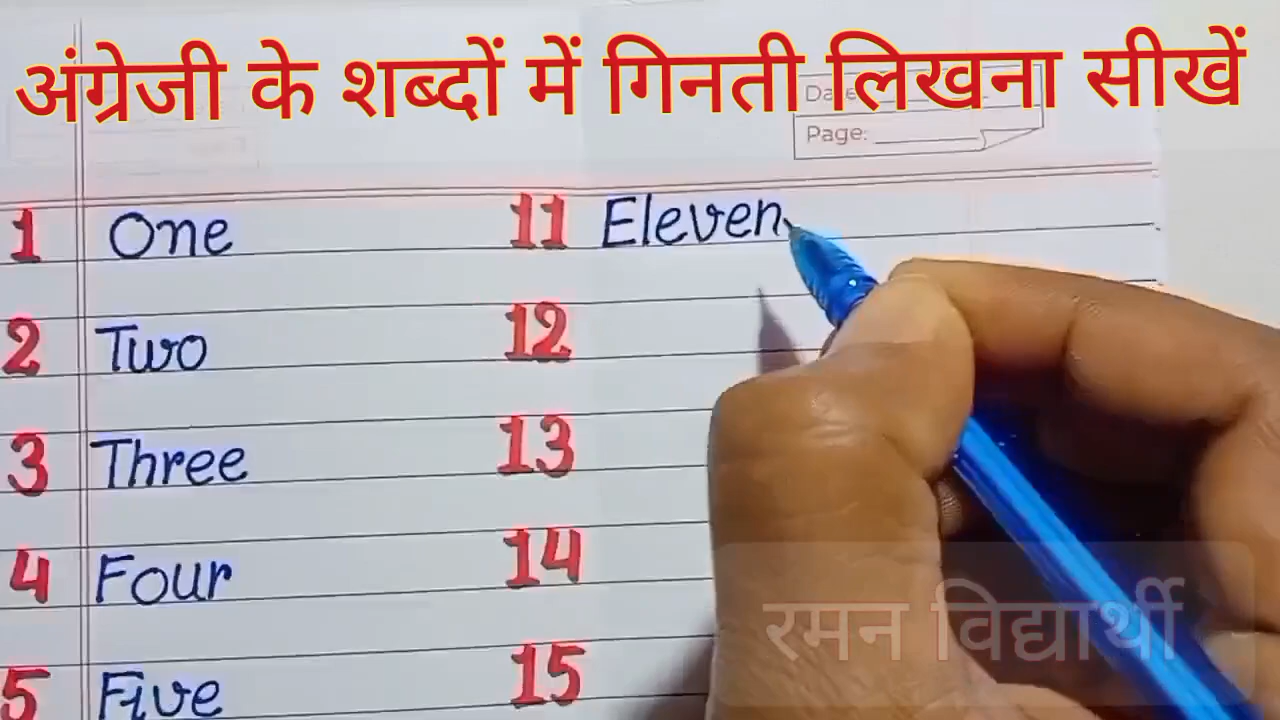 अंग्रेजी के शब्दों में गिनती लिखना सीखें
Date
Page:
1 One 11 Eleven
2 Two 12
3 Three 13
4 Four 14
5 Five 15
रमन विद्यार्थी